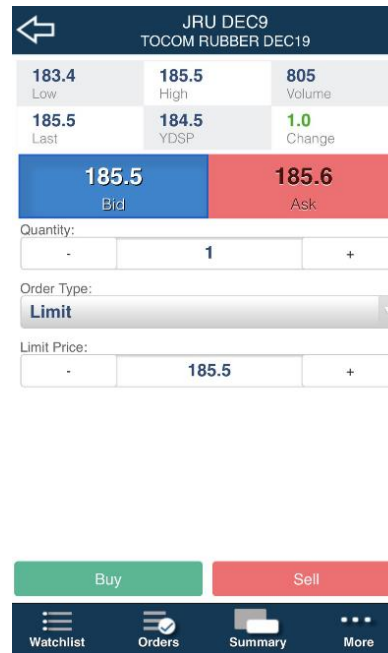 JRU DEC9
TOCOM RUBBER DEC19
183.4 185.5 805
Low High Volume
185.5 184.5 1.0
Last YDSP Change
185.5 185.6
Bid Ask
Quantity:
- 1 +
Order Type:
Limit
Limit Price:
- 185.5 +
Buy Sell
Watchlist Orders Summary More